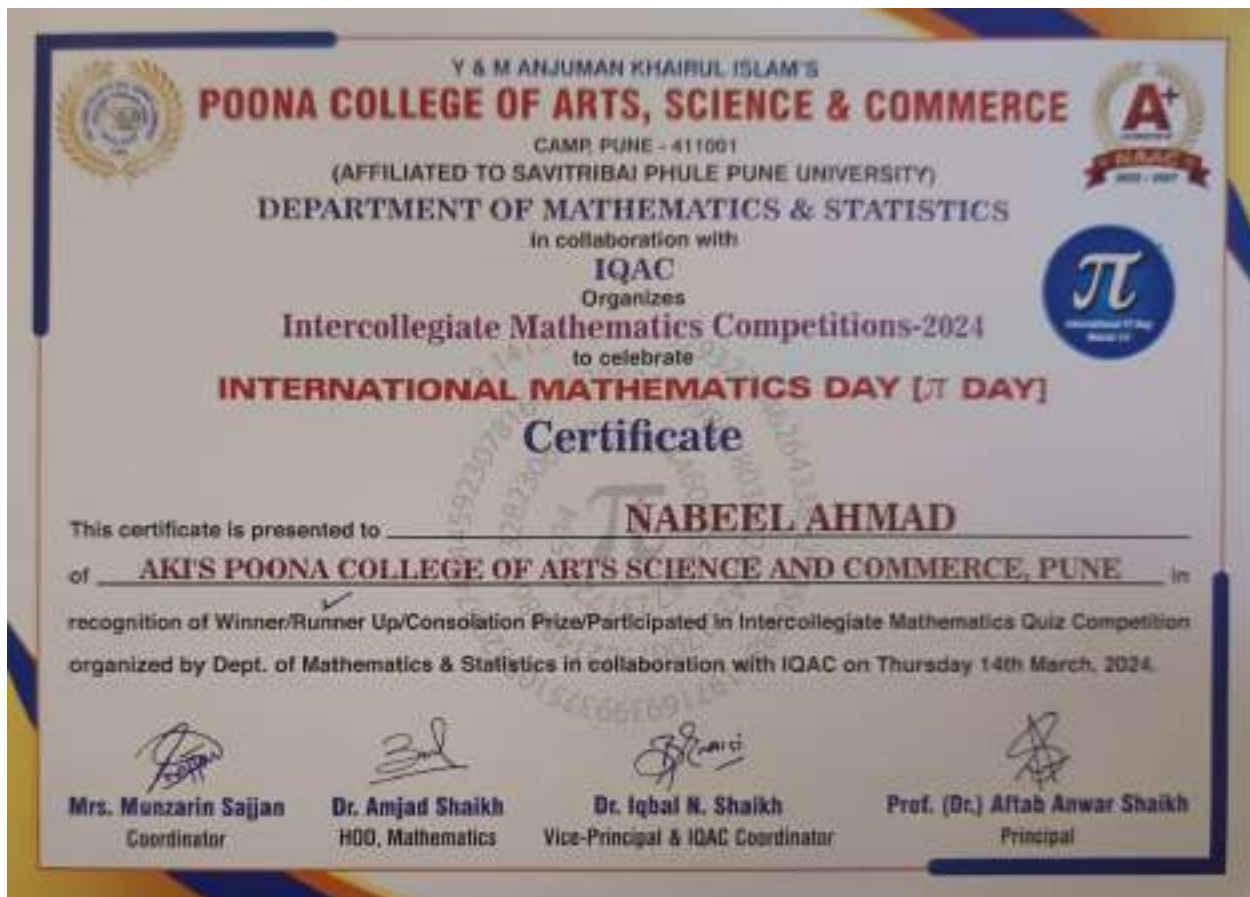 Y & M ANJUMAN KHAIRUL ISLAM'S
POONA COLLEGE OF ARTS, SCIENCE & COMMERCE
CAMP, PUNE - 411001
(AFFILIATED TO SAVITRIBAI PHULE PUNE UNIVERSITY)
DEPARTMENT OF MATHEMATICS & STATISTICS
in collaboration with
IQAC
Organizes
Intercollegiate Mathematics Competitions-2024
to celebrate
INTERNATIONAL MATHEMATICS DAY [π DAY]
Certificate
A+
NAAC
π
International
Day
March 14
This certificate is presented to NABEEL AHMAD
of AKI'S POONA COLLEGE OF ARTS SCIENCE AND COMMERCE, PUNE in
recognition of Winner/Runner Up/Consolation Prize/Participated in Intercollegiate Mathematics Quiz Competition
organized by Dept. of Mathematics & Statistics in collaboration with IQAC on Thursday 14th March, 2024.
Mrs. Munzarin Sajjan
Coordinator
Dr. Amjad Shaikh
HOD, Mathematics
Dr. Iqbal N. Shaikh
Vice-Principal & IQAC Coordinator
Prof. (Dr.) Aftab Anwar Shaikh
Principal